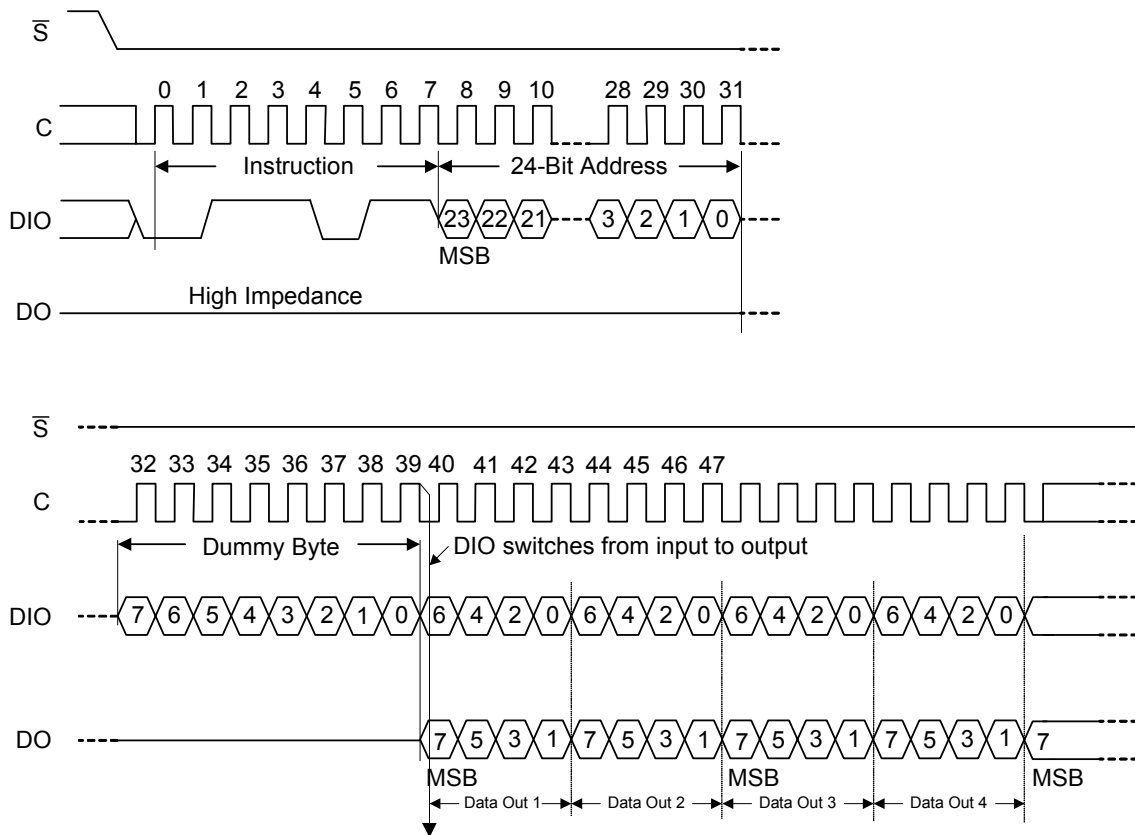 S̅
0 1 2 3 4 5 6 7 8 9 10 28 29 30 31
C
Instruction 24-Bit Address
DIO 23 22 21 3 2 1 0
MSB
High Impedance
DO
S̅
32 33 34 35 36 37 38 39 40 41 42 43 44 45 46 47
C
Dummy Byte DIO switches from input to output
DIO 7 6 5 4 3 2 1 0 6 4 2 0 6 4 2 0 6 4 2 0 6 4 2 0
DO 7 5 3 1 7 5 3 1 7 5 3 1 7 5 3 1 7
MSB MSB MSB
Data Out 1 Data Out 2 Data Out 3 Data Out 4